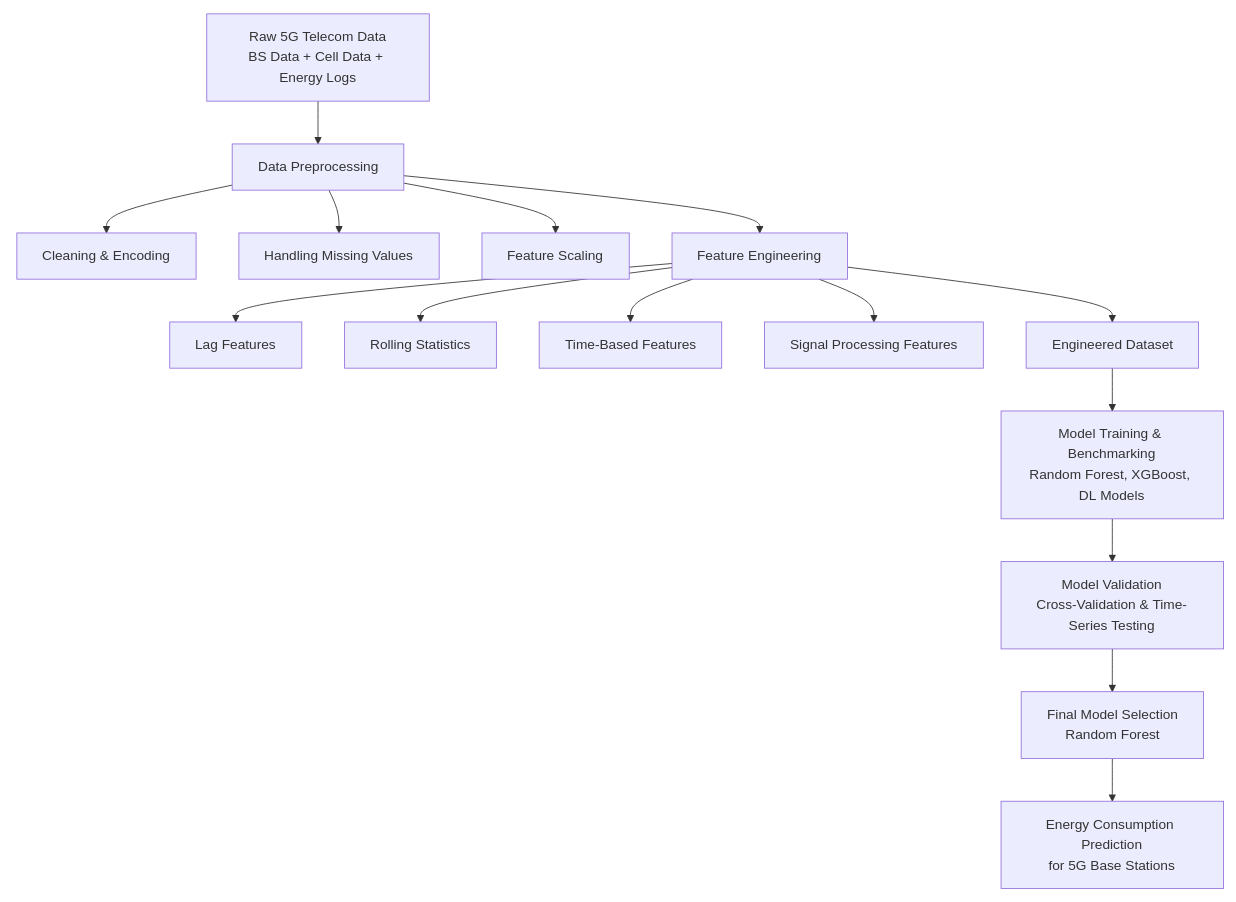 Raw 5G Telecom Data
BS Data + Cell Data +
Energy Logs
Data Preprocessing
Cleaning & Encoding
Handling Missing Values
Feature Scaling
Feature Engineering
Lag Features
Rolling Statistics
Time-Based Features
Signal Processing Features
Engineered Dataset
Model Training &
Benchmarking
Random Forest, XGBoost,
DL Models
Model Validation
Cross-Validation & Time-
Series Testing
Final Model Selection
Random Forest
Energy Consumption
Prediction
for 5G Base Stations